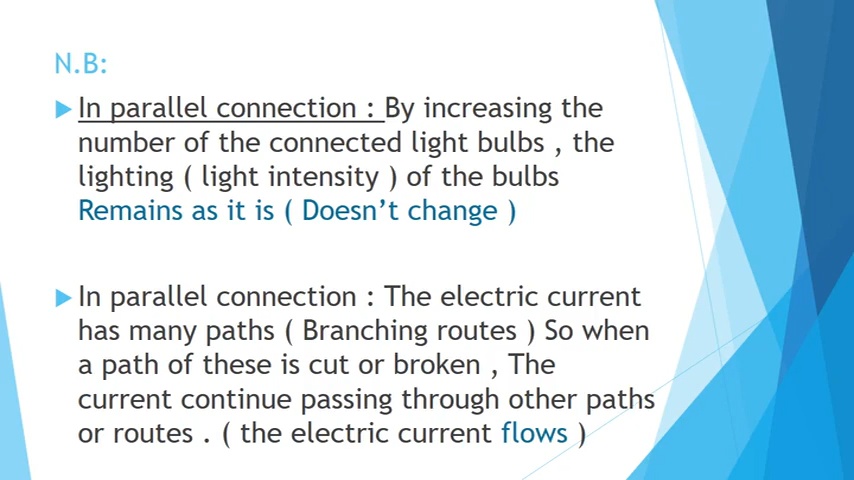 N.B:
In parallel connection : By increasing the
number of the connected light bulbs , the
lighting ( light intensity ) of the bulbs
Remains as it is ( Doesn’t change )
In parallel connection : The electric current
has many paths ( Branching routes ) So when
a path of these is cut or broken , The
current continue passing through other paths
or routes . ( the electric current flows )